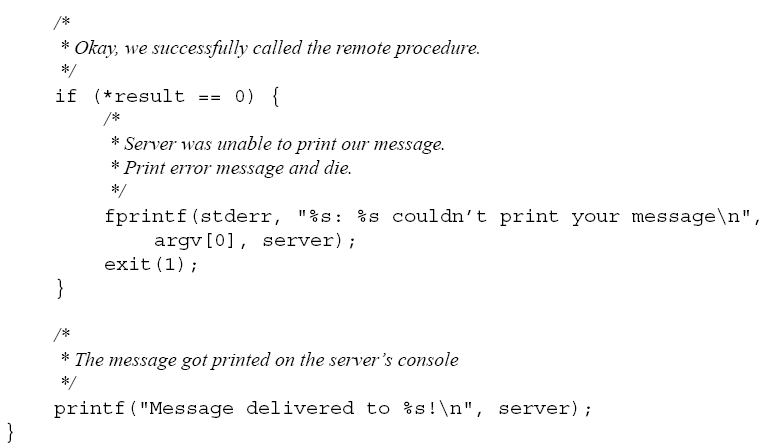 /*
 * Okay, we successfully called the remote procedure.
 */
if (*result == 0) {
/*
 * Server was unable to print our message.
 * Print error message and die.
 */
fprintf(stderr, "%s: %s couldn’t print your message\n",
argv[0], server);
exit(1);
}
/*
 * The message got printed on the server’s console
 */
printf("Message delivered to %s!\n", server);
}